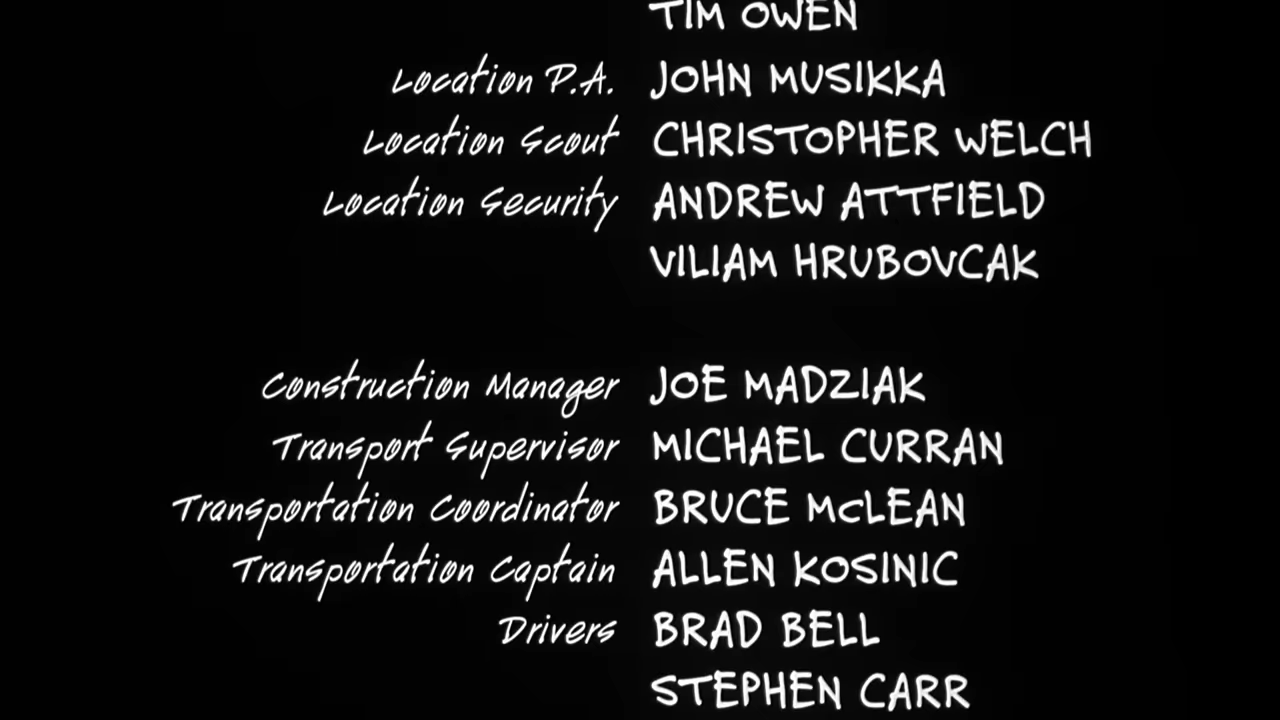 TIM OWEN
Location P.A. JOHN MUSIKKA
Location Scout CHRISTOPHER WELCH
Location Security ANDREW ATTFIELD
VILIAM HRUBOVCAK
Construction Manager JOE MADZIAK
Transport Supervisor MICHAEL CURRAN
Transportation Coordinator BRUCE McLEAN
Transportation Captain ALLEN KOSINIC
Drivers BRAD BELL
STEPHEN CARR